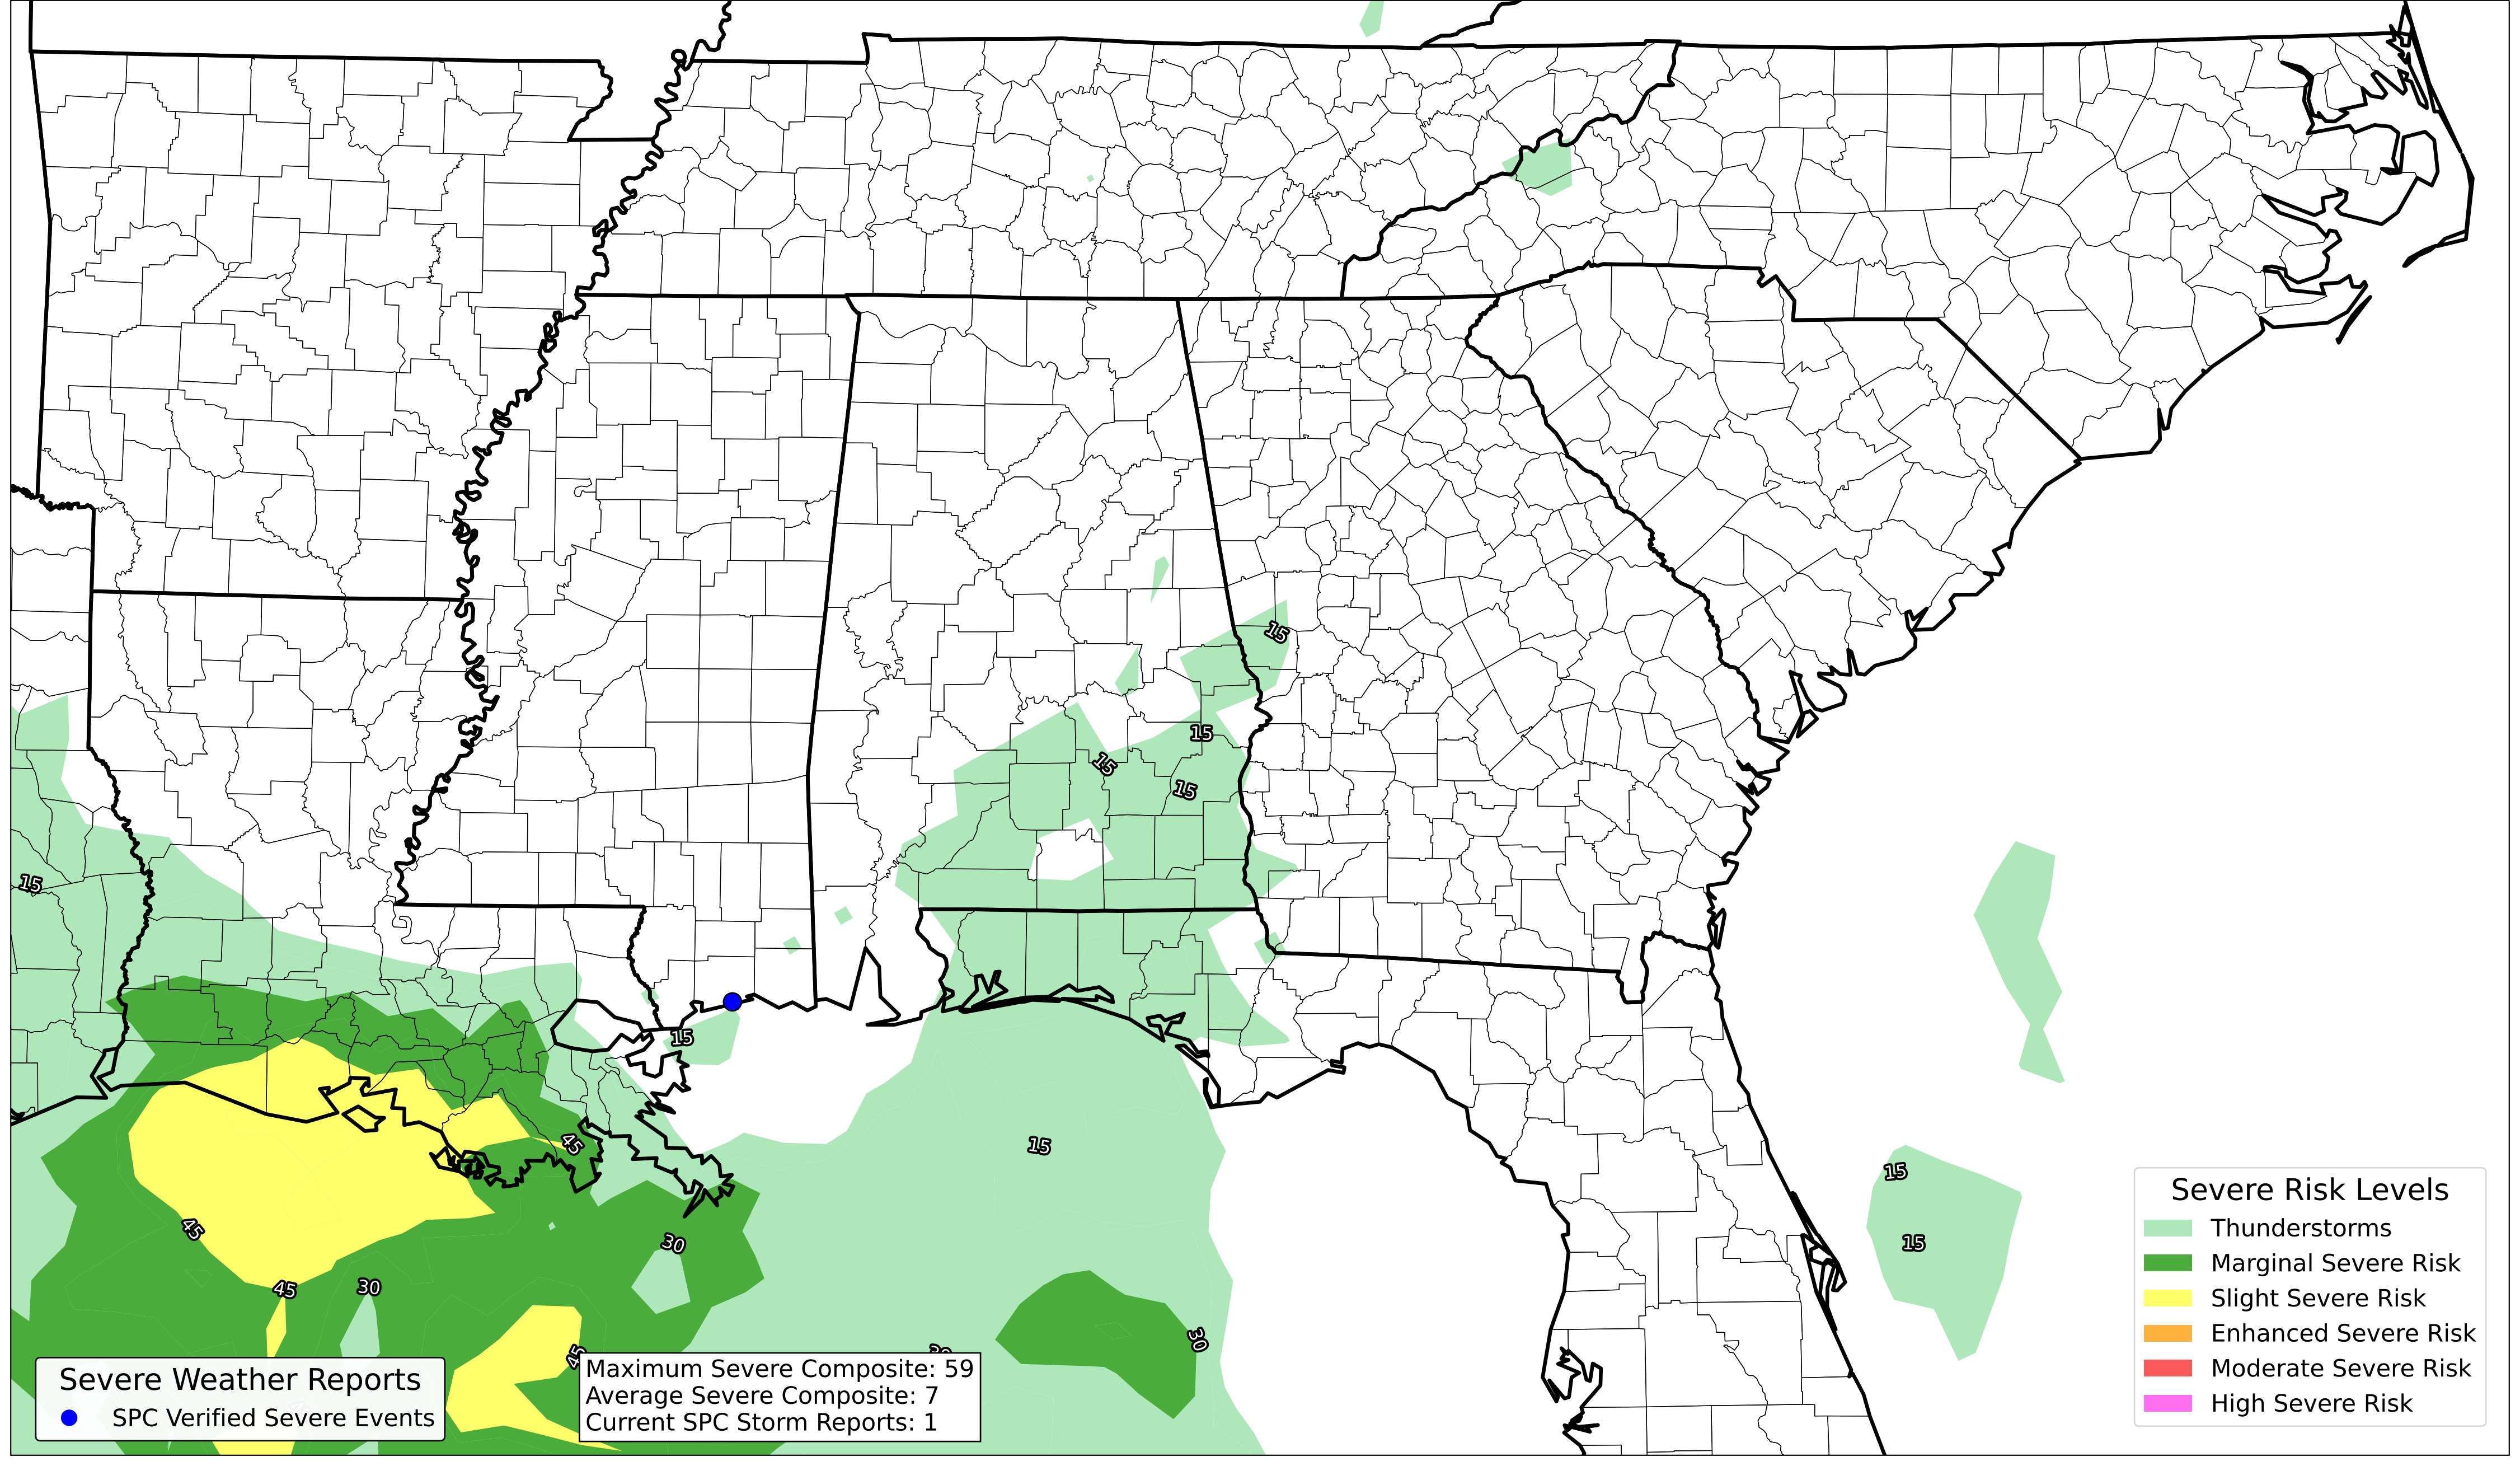 15
15
15
15
15
15
15
15
15
15
45
45
45
30
30
30
45
Severe Weather Reports
SPC Verified Severe Events
Maximum Severe Composite: 59
Average Severe Composite: 7
Current SPC Storm Reports: 1
Severe Risk Levels
Thunderstorms
Marginal Severe Risk
Slight Severe Risk
Enhanced Severe Risk
Moderate Severe Risk
High Severe Risk